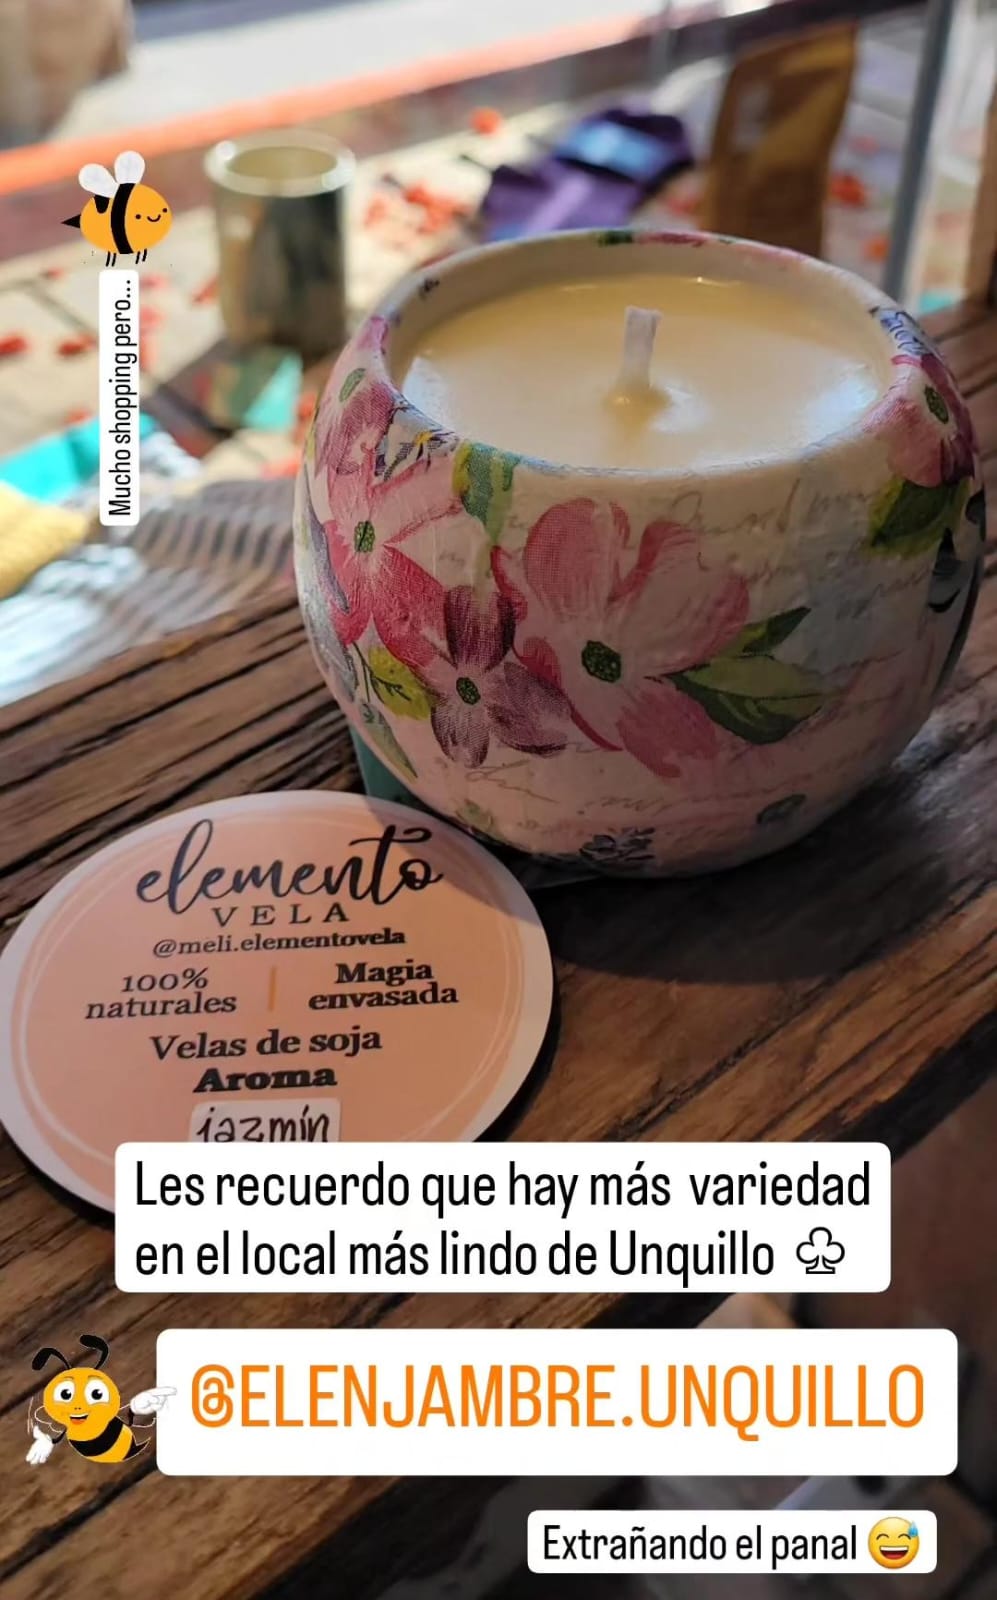 Mucho shopping pero...
elemento
VELA
@meli.elementovela
100% naturales
Magia envasada
Velas de soja
Aroma
jazmín
Les recuerdo que hay más variedad
en el local más lindo de Unquillo ♧
@ELENJAMBRE.UNQUILLO
Extrañando el panal 😅